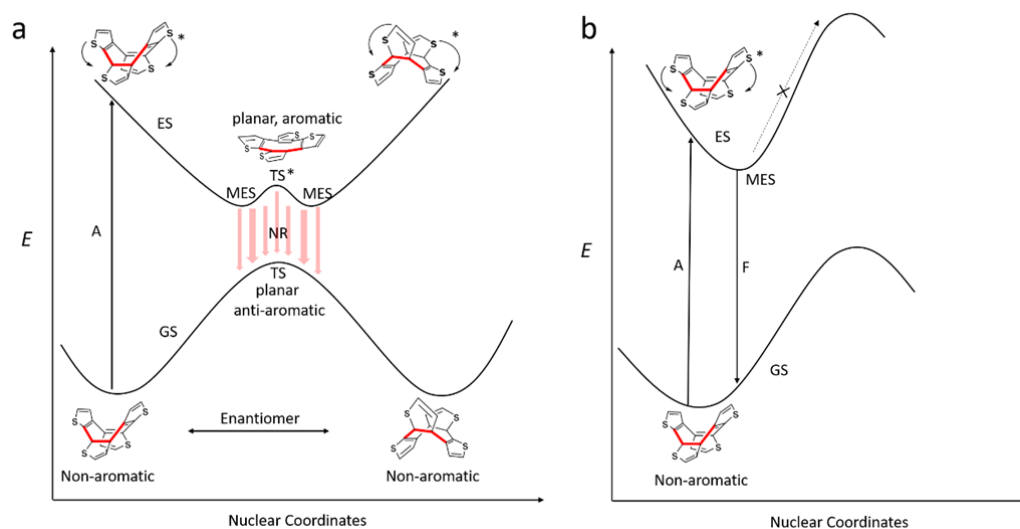 a
E
Nuclear Coordinates
ES
GS
A
S
S
S
S
*
S
S
S
S
*
planar, aromatic
S
S
S
S
TS*
MES
MES
NR
TS
planar
anti-aromatic
S
S
S
S
Non-aromatic
Enantiomer
S
S
S
S
Non-aromatic
b
E
Nuclear Coordinates
S
S
S
S
*
ES
MES
A
F
GS
S
S
S
S
Non-aromatic